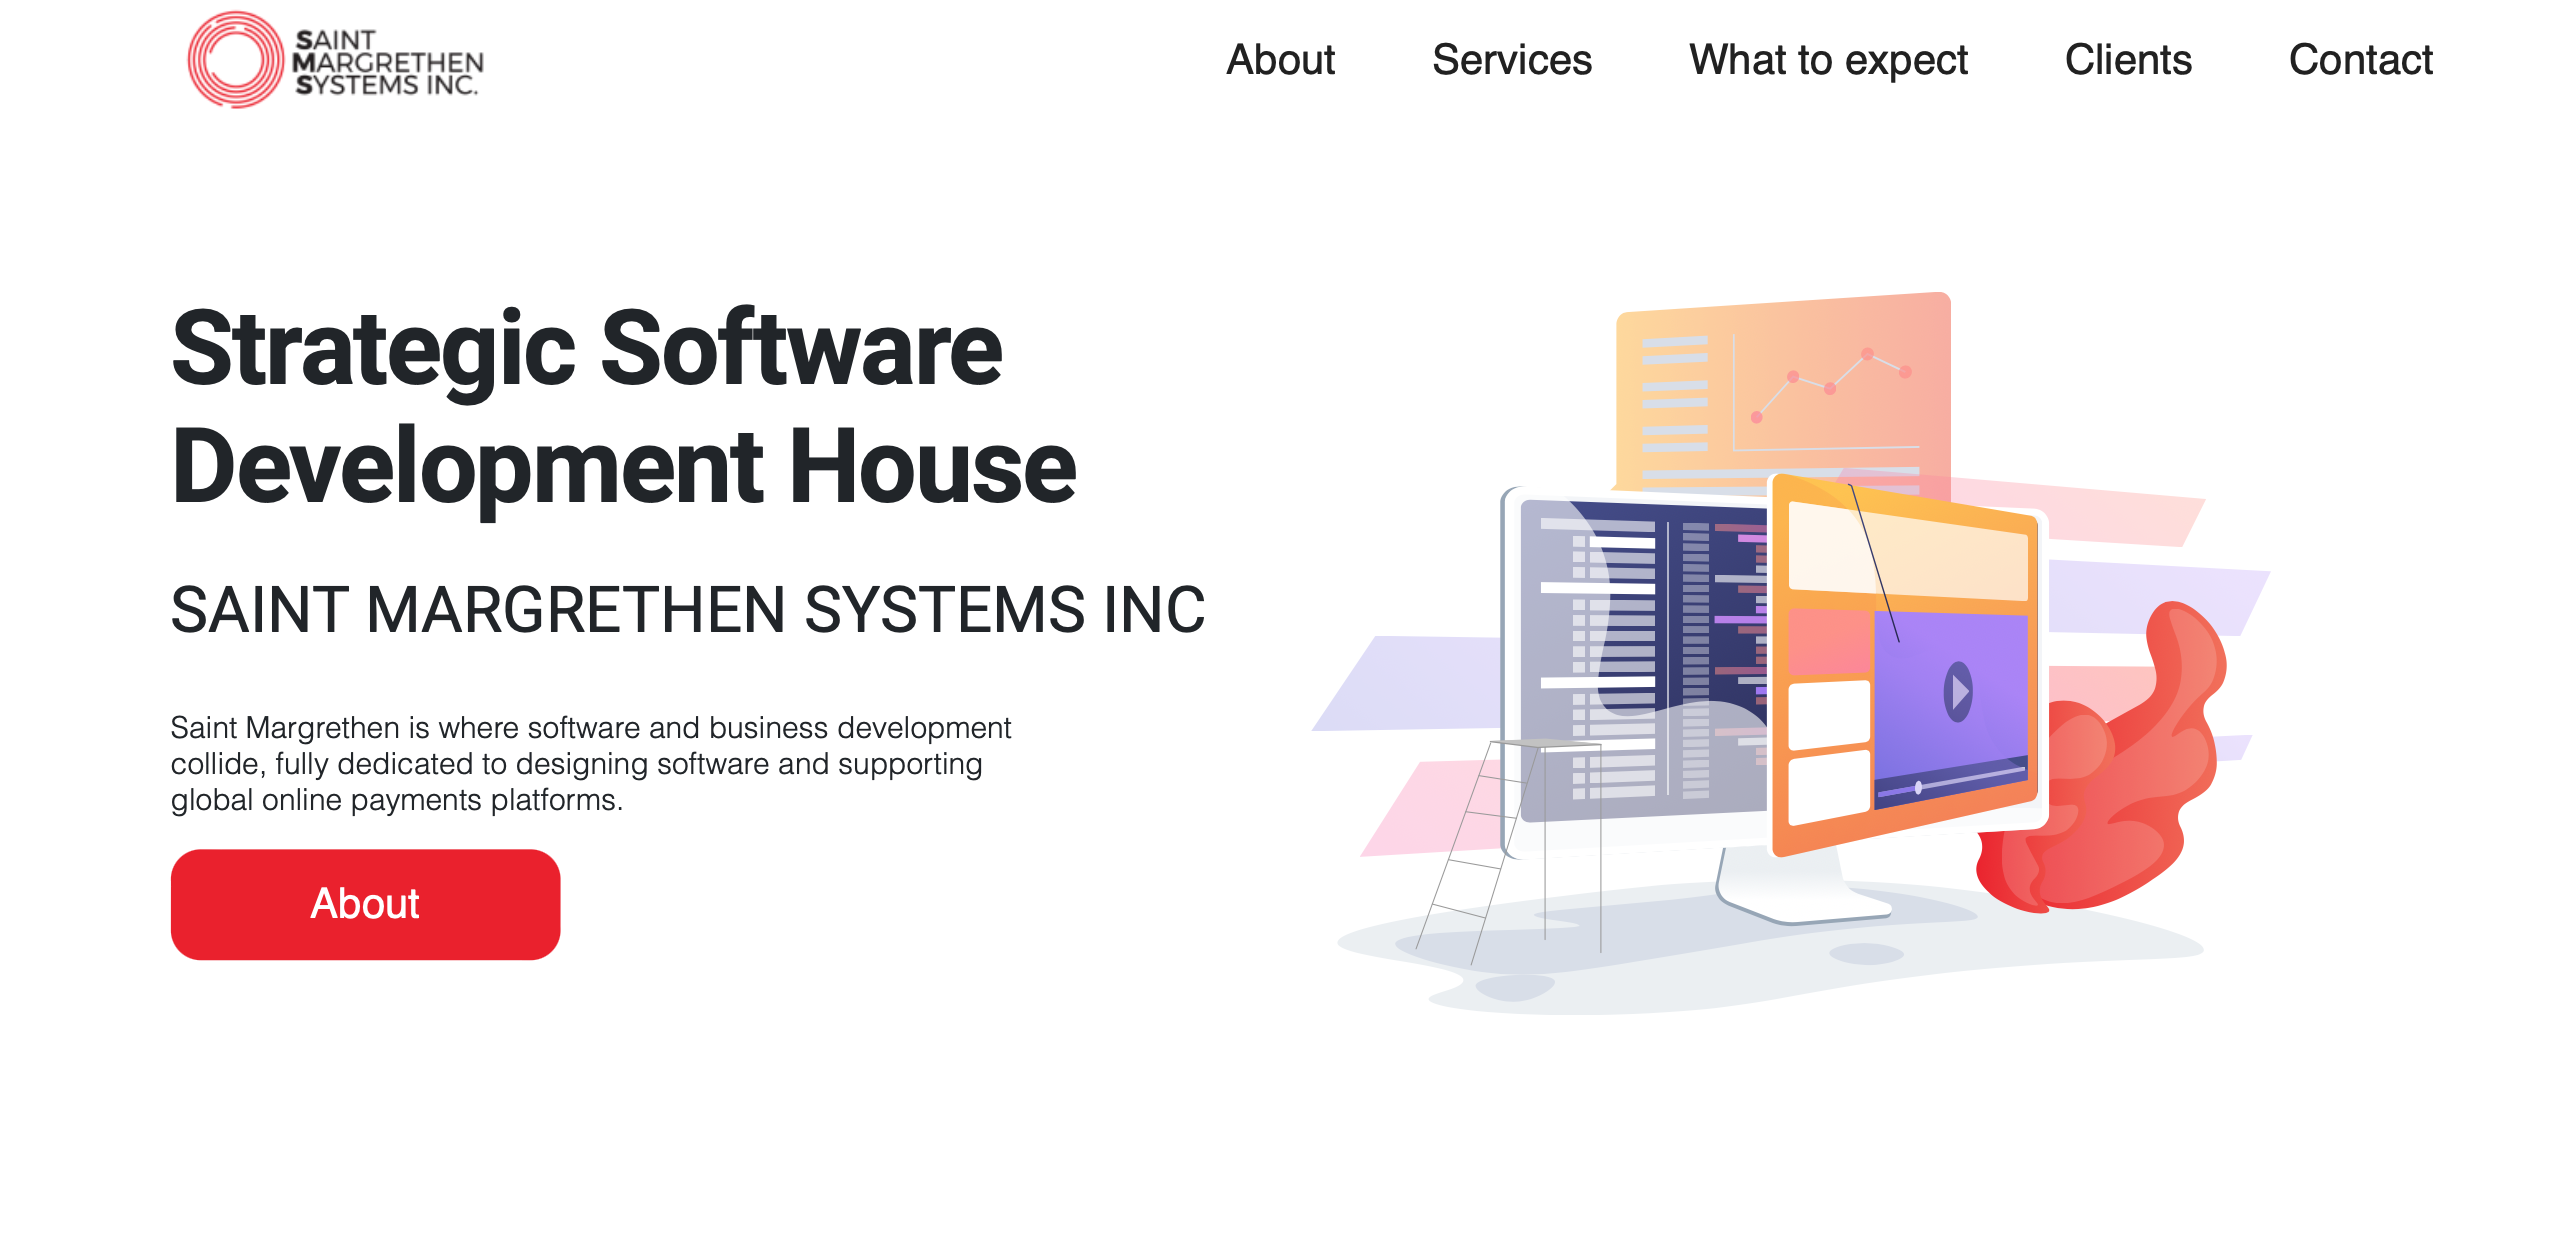 SAINT
MARGRETHEN
SYSTEMS INC.
About
Services
What to expect
Clients
Contact
Strategic Software
Development House
SAINT MARGRETHEN SYSTEMS INC
Saint Margrethen is where software and business development
collide, fully dedicated to designing software and supporting
global online payments platforms.
About